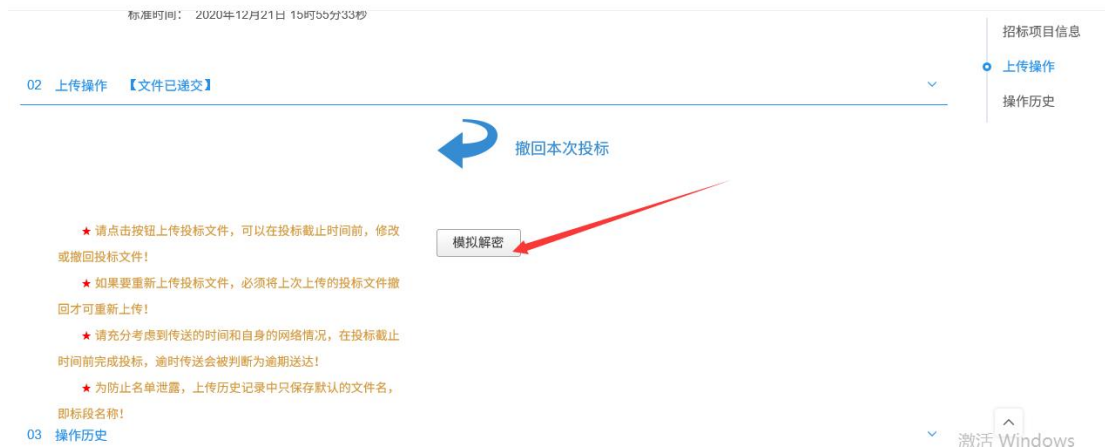 标准时间： 2020年12月21日 15时55分33秒
招标项目信息
上传操作
操作历史
02 上传操作 【文件已递交】
撤回本次投标
模拟解密
★ 请点击按钮上传投标文件，可以在投标截止时间前，修改
或撤回投标文件！
★ 如果要重新上传投标文件，必须将上次上传的投标文件撤
回才可重新上传！
★ 请充分考虑到传送的时间和自身的网络情况，在投标截止
时间前完成投标，逾时传送会被判断为逾期送达！
★ 为防止名单泄露，上传历史记录中只保存默认的文件名，
即标段名称！
03 操作历史
激活 Windows